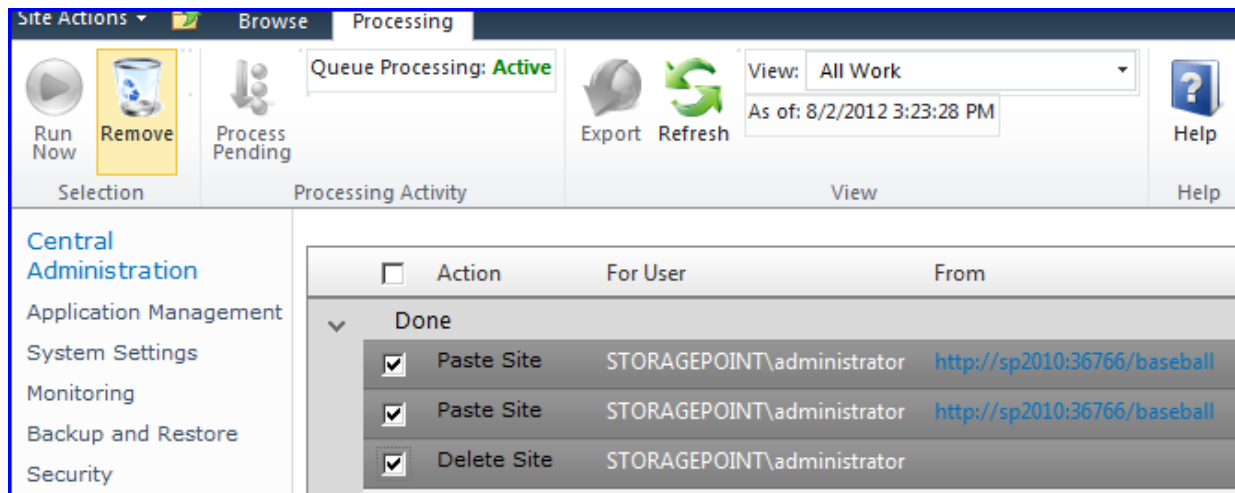 Site Actions Browse Processing
Queue Processing: Active
View: All Work
As of: 8/2/2012 3:23:28 PM
Run Now
Remove
Process Pending
Export
Refresh
Help
Selection
Processing Activity
View
Help
Central
Administration
Application Management
System Settings
Monitoring
Backup and Restore
Security
Action For User From
Done
Paste Site STORAGEPOINT\administrator http://sp2010:36766/baseball
Paste Site STORAGEPOINT\administrator http://sp2010:36766/baseball
Delete Site STORAGEPOINT\administrator